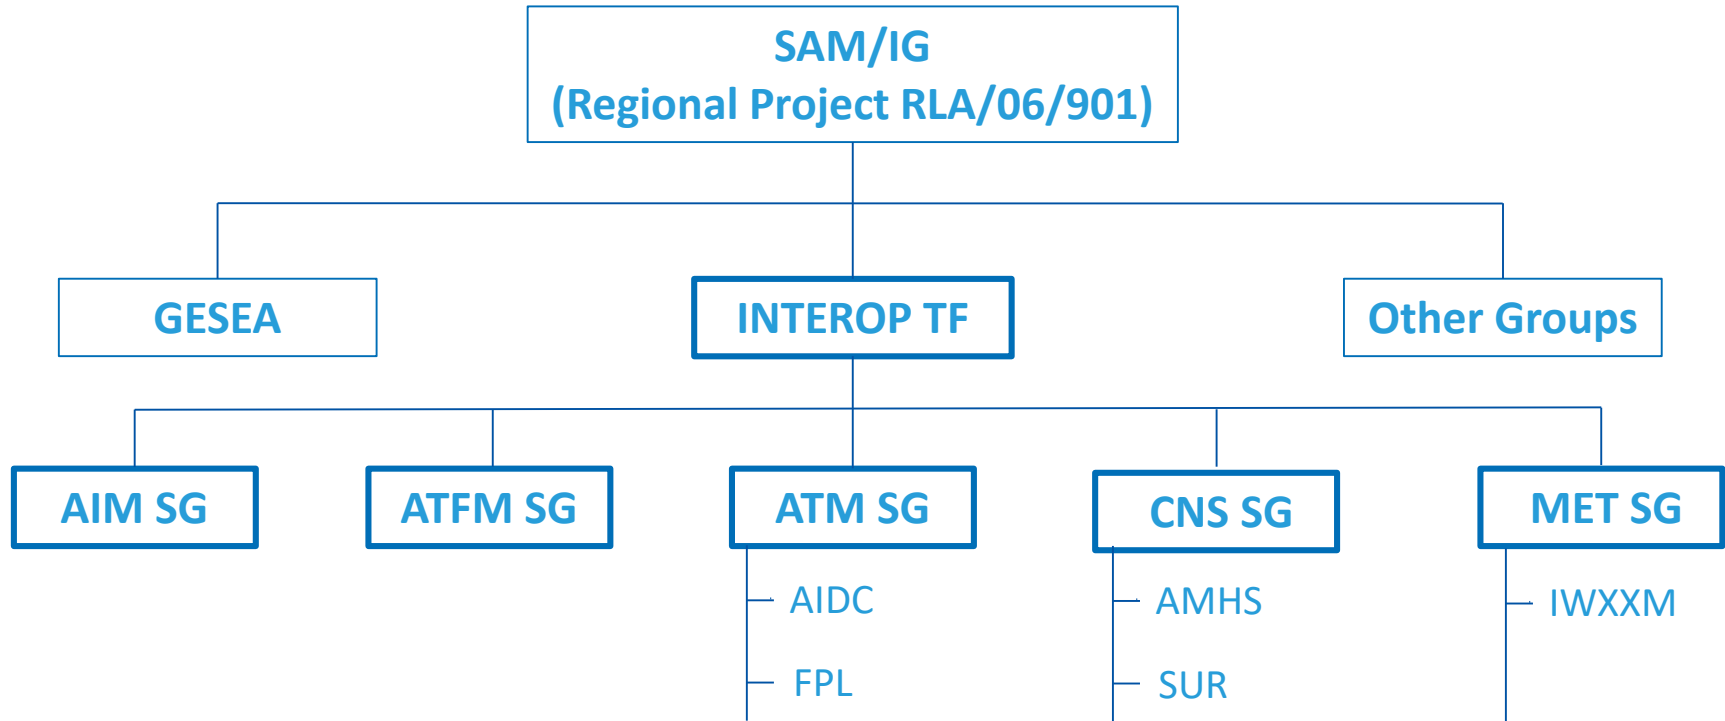 SAM/IG
(Regional Project RLA/06/901)
GESEA
INTEROP TF
Other Groups
AIM SG
ATFM SG
ATM SG
CNS SG
MET SG
AIDC
AMHS
IWXXM
FPL
SUR